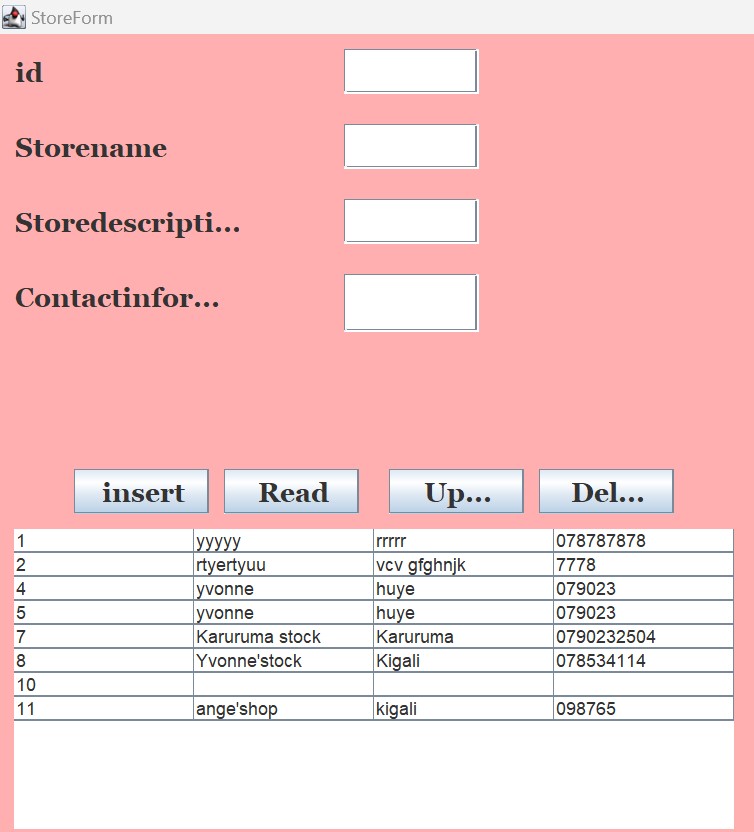 StoreForm
id
Storename
Storedescripti...
Contactinfor...
insert Read Up... Del...
1 yyyyy rrrrr 078787878
2 rtyertyuu vcv gfghnjk 7778
4 yvonne huye 079023
5 yvonne huye 079023
7 Karuruma stock Karuruma 0790232504
8 Yvonne'stock Kigali 078534114
10
11 ange'shop kigali 098765